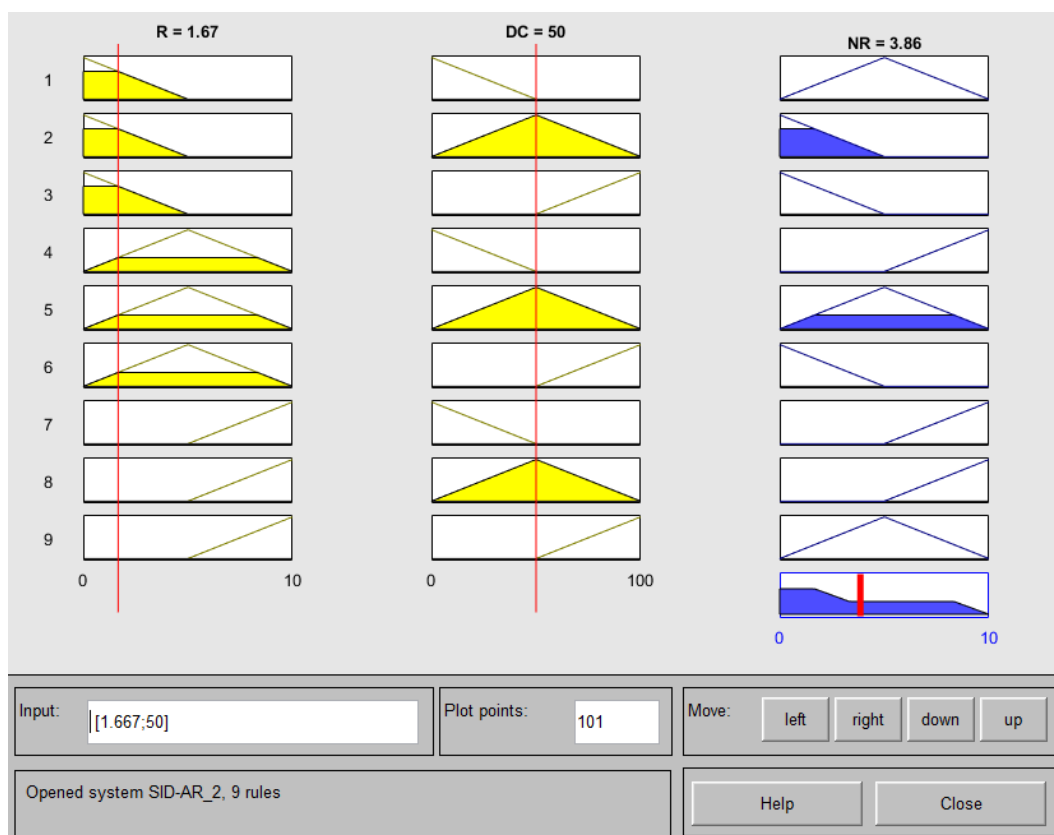 R = 1.67
DC = 50
NR = 3.86
1
2
3
4
5
6
7
8
9
0 10
0 100
0 10
Input: [1.667;50]
Plot points: 101
Move: left right down up
Opened system SID-AR_2, 9 rules
Help Close